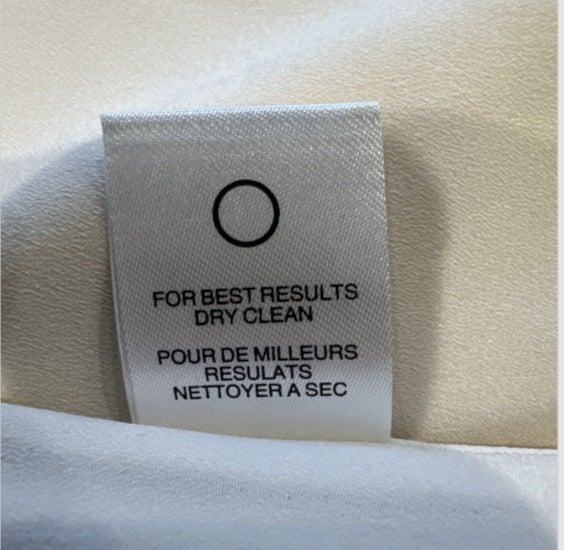 FOR BEST RESULTS
DRY CLEAN
POUR DE MILLEURS
RESULATS
NETTOYER A SEC